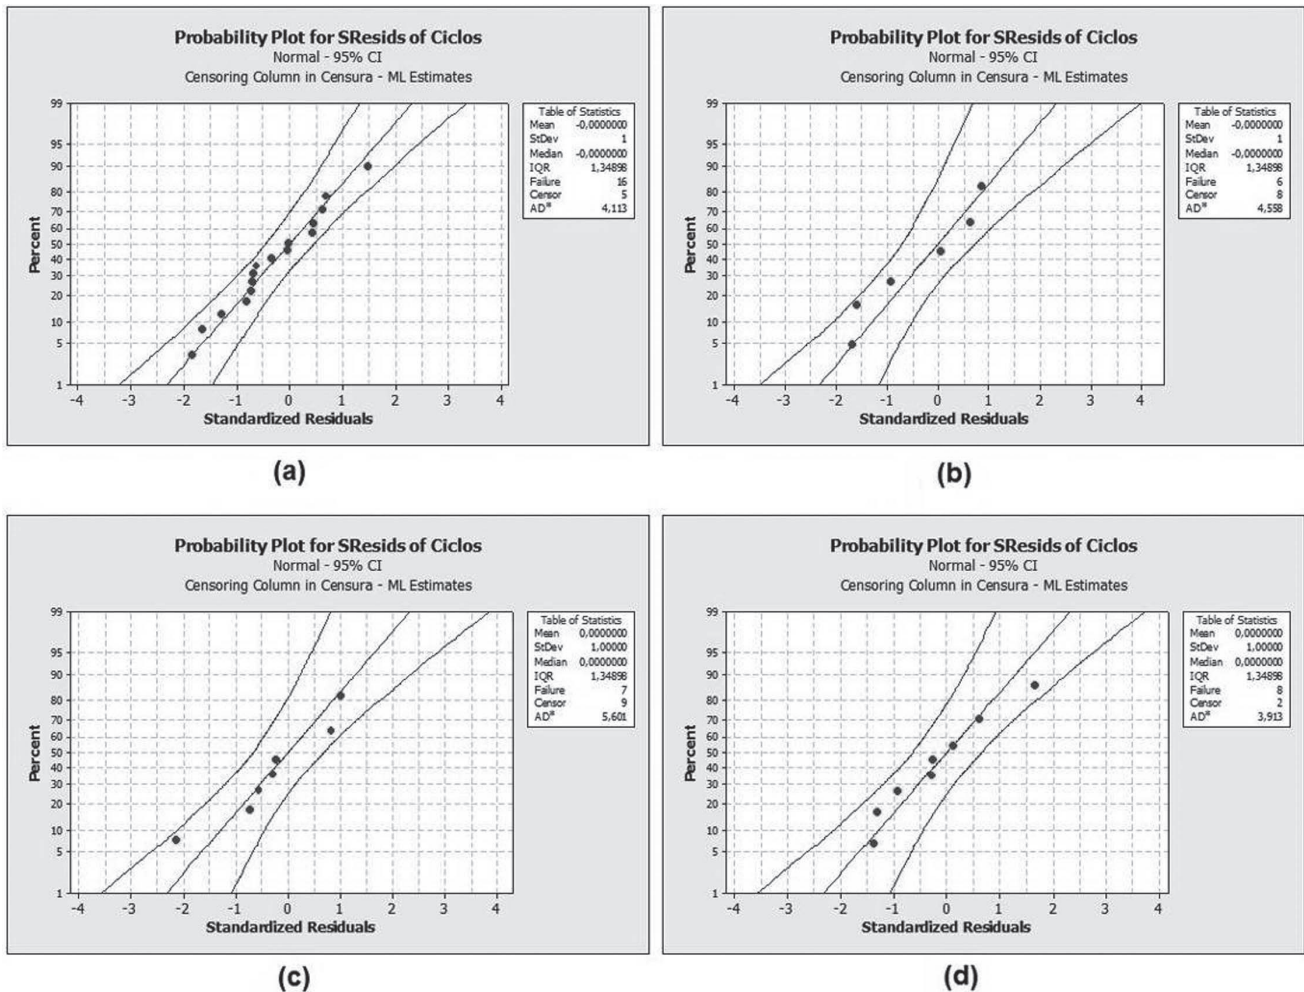 Probability Plot for SResids of Ciclos
Normal - 95% CI
Censoring Column in Censura - ML Estimates
Table of Statistics
Mean -0,0000000
StDev 1
Median -0,0000000
IQR 1,34898
Failure 16
Censor 5
AD* 4,113
Percent
99
95
90
80
70
60
50
40
30
20
10
5
1
-4 -3 -2 -1 0 1 2 3 4
Standardized Residuals
(a)
Probability Plot for SResids of Ciclos
Normal - 95% CI
Censoring Column in Censura - ML Estimates
Table of Statistics
Mean -0,0000000
StDev 1
Median -0,0000000
IQR 1,34898
Failure 6
Censor 8
AD* 4,558
Percent
99
95
90
80
70
60
50
40
30
20
10
5
1
-4 -3 -2 -1 0 1 2 3 4
Standardized Residuals
(b)
Probability Plot for SResids of Ciclos
Normal - 95% CI
Censoring Column in Censura - ML Estimates
Table of Statistics
Mean 0,0000000
StDev 1,00000
Median 0,0000000
IQR 1,34898
Failure 7
Censor 9
AD* 5,601
Percent
99
95
90
80
70
60
50
40
30
20
10
5
1
-4 -3 -2 -1 0 1 2 3 4
Standardized Residuals
(c)
Probability Plot for SResids of Ciclos
Normal - 95% CI
Censoring Column in Censura - ML Estimates
Table of Statistics
Mean 0,0000000
StDev 1,00000
Median 0,0000000
IQR 1,34898
Failure 8
Censor 2
AD* 3,913
Percent
99
95
90
80
70
60
50
40
30
20
10
5
1
-4 -3 -2 -1 0 1 2 3 4
Standardized Residuals
(d)